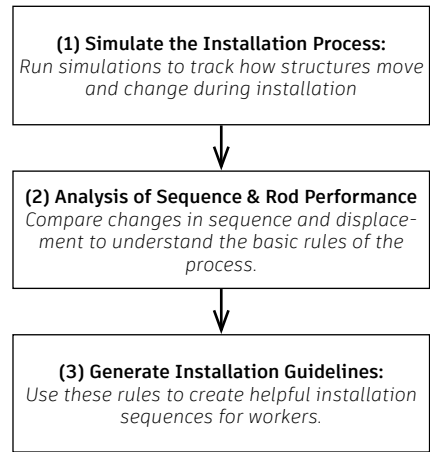 (1) Simulate the Installation Process:
Run simulations to track how structures move
and change during installation
(2) Analysis of Sequence & Rod Performance
Compare changes in sequence and displace-
ment to understand the basic rules of the
process.
(3) Generate Installation Guidelines:
Use these rules to create helpful installation
sequences for workers.